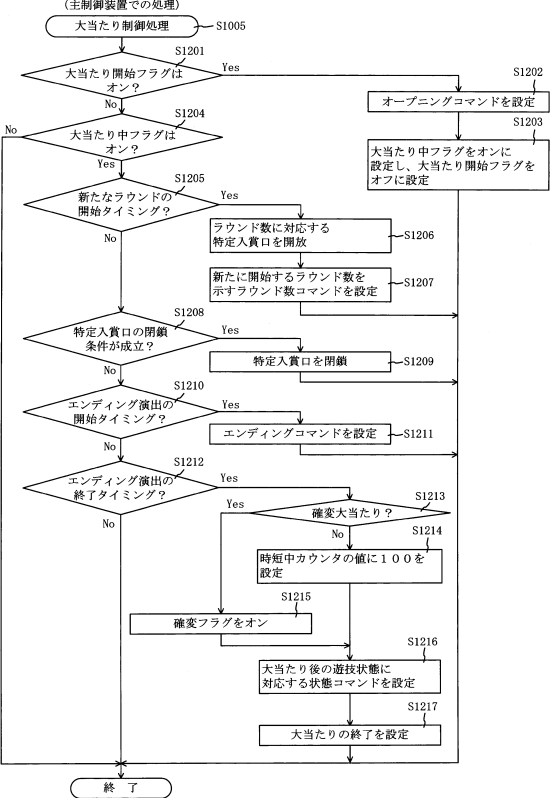 (主制御装置での処理)
大当たり制御処理
S1005
S1201
大当たり開始フラグは
オン？
Yes
No
S1202
オープニングコマンドを設定
S1203
大当たり中フラグをオンに
設定し、大当たり開始フラグを
オフに設定
S1204
No
大当たり中フラグは
オン？
Yes
S1205
新たなラウンドの
開始タイミング？
Yes
No
ラウンド数に対応する
特定入賞口を開放
S1206
新たに開始するラウンド数を
示すラウンド数コマンドを設定
S1207
S1208
特定入賞口の閉鎖
条件が成立？
Yes
No
特定入賞口を閉鎖
S1209
S1210
エンディング演出の
開始タイミング？
Yes
No
エンディングコマンドを設定
S1211
S1212
エンディング演出の
終了タイミング？
Yes
No
S1213
確変大当たり？
Yes
No
S1214
時短中カウンタの値に１００を
設定
S1215
確変フラグをオン
S1216
大当たり後の遊技状態に
対応する状態コマンドを設定
S1217
大当たりの終了を設定
終 了